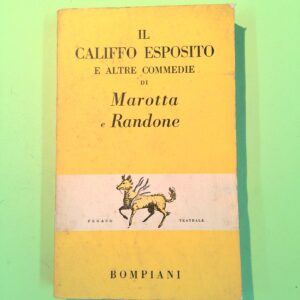 IL
CALIFFO ESPOSITO
E ALTRE COMMEDIE
DI
Marotta
e Randone
PEGASO TEATRALE
BOMPIANI